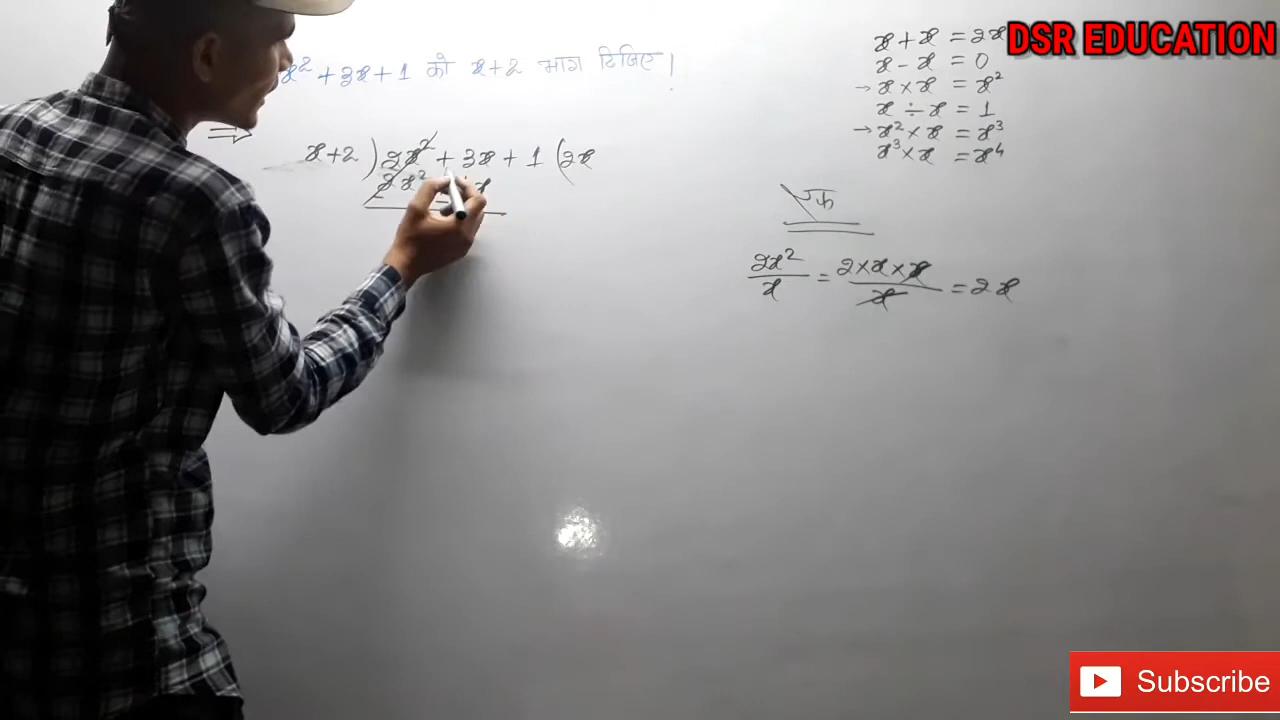 x² + 3x + 1 को x+2 भाग दिजिए।
⇒ x+2 ) 2x² + 3x + 1 ( 2x
2x² x
x + x = 2x
x - x = 0
→ x × x = x²
x ÷ x = 1
→ x² × x = x³
x³ × x = x⁴
2x²/x = 2×x×x/x = 2x
DSR EDUCATION
Subscribe